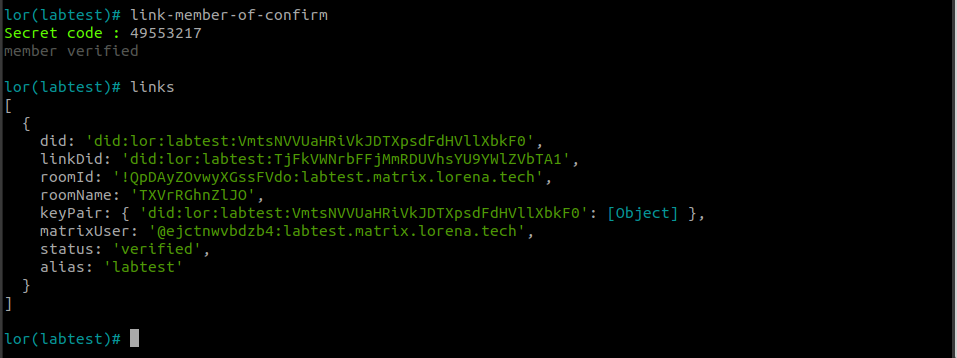 lor(labtest)# link-member-of-confirm
Secret code : 49553217
member verified
lor(labtest)# links
[
  {
    did: 'did:lor:labtest:VmtsNVVUaHRiVkJDTXpsdFdHVllXbkF0',
    linkDid: 'did:lor:labtest:TjFkVWNrbFFjMmRDUVhsYU9YWlZVbTA1',
    roomId: '!QpDAyZOvwyXGssFVdo:labtest.matrix.lorena.tech',
    roomName: 'TXVrRGhnZlJO',
    keyPair: { 'did:lor:labtest:VmtsNVVUaHRiVkJDTXpsdFdHVllXbkF0': [Object] },
    matrixUser: '@ejctnwvbdzb4:labtest.matrix.lorena.tech',
    status: 'verified',
    alias: 'labtest'
  }
]
lor(labtest)#